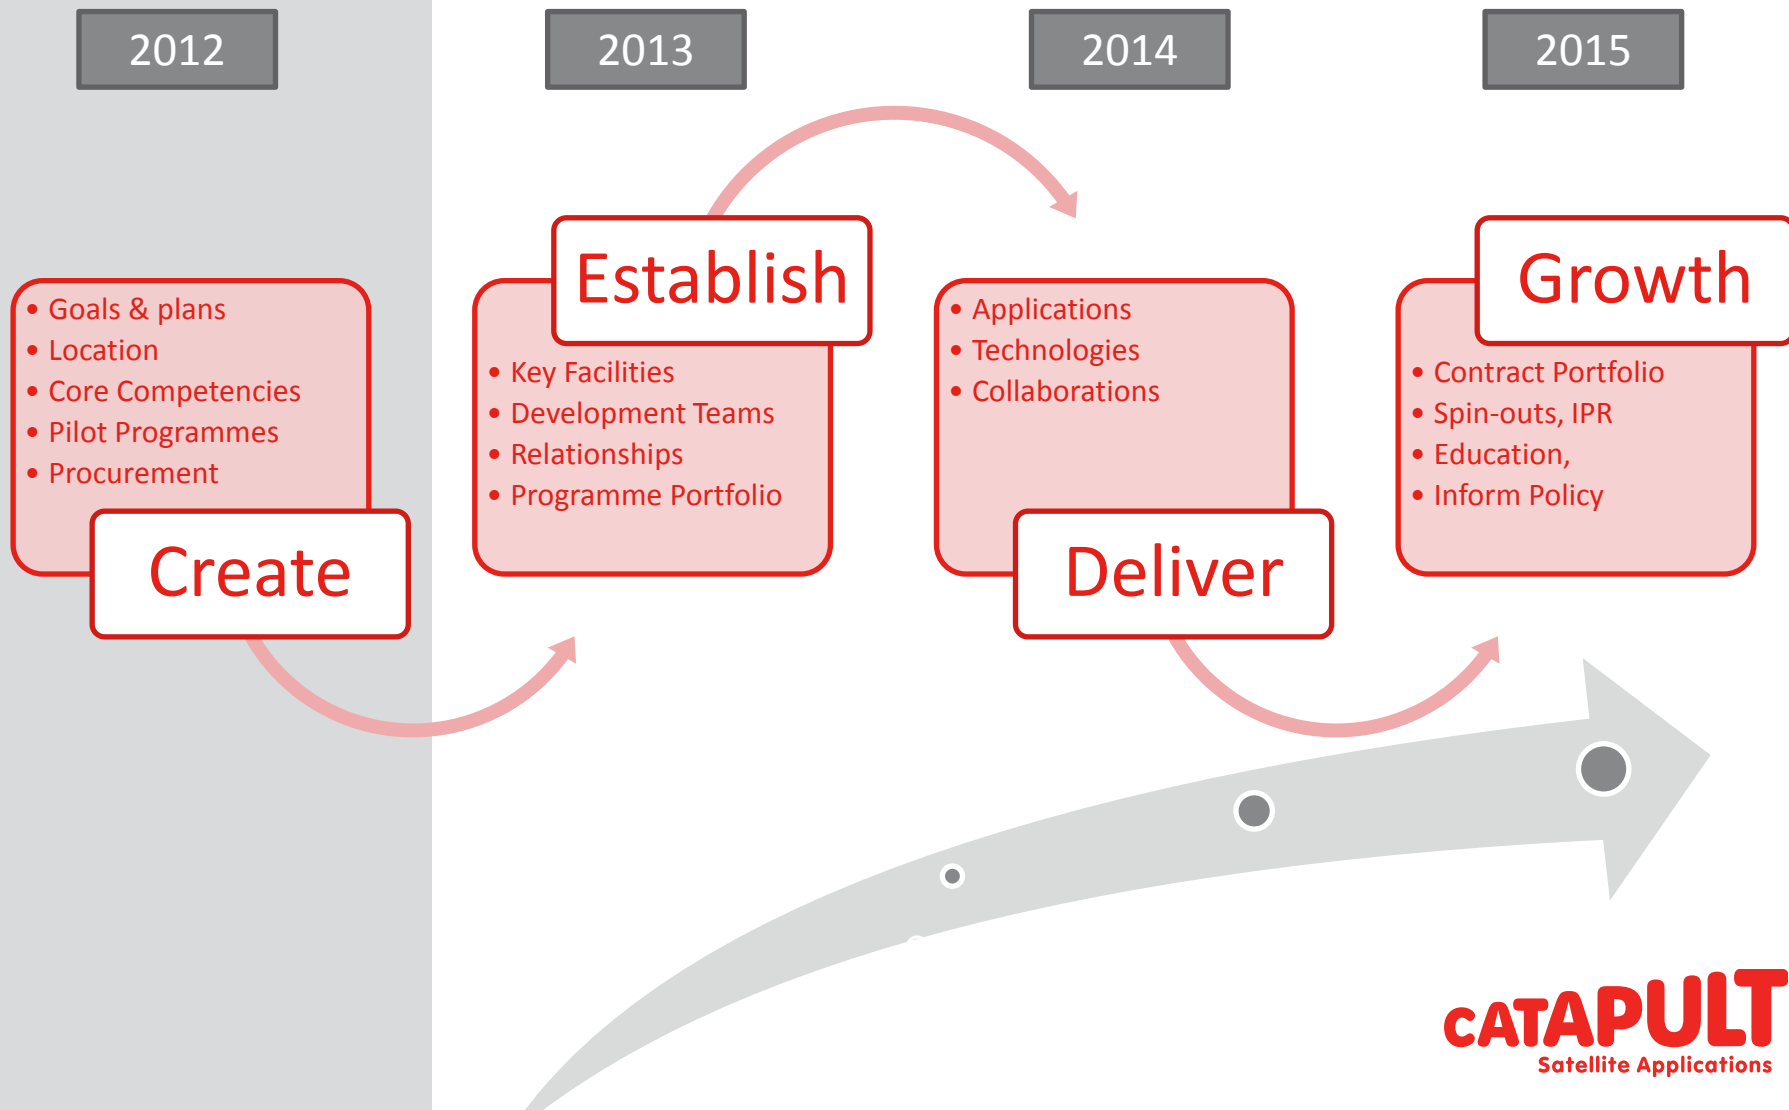 2012
2013
2014
2015
• Goals & plans
• Location
• Core Competencies
• Pilot Programmes
• Procurement
Create
Establish
• Key Facilities
• Development Teams
• Relationships
• Programme Portfolio
• Applications
• Technologies
• Collaborations
Deliver
Growth
• Contract Portfolio
• Spin-outs, IPR
• Education,
• Inform Policy
CATAPULT
Satellite Applications